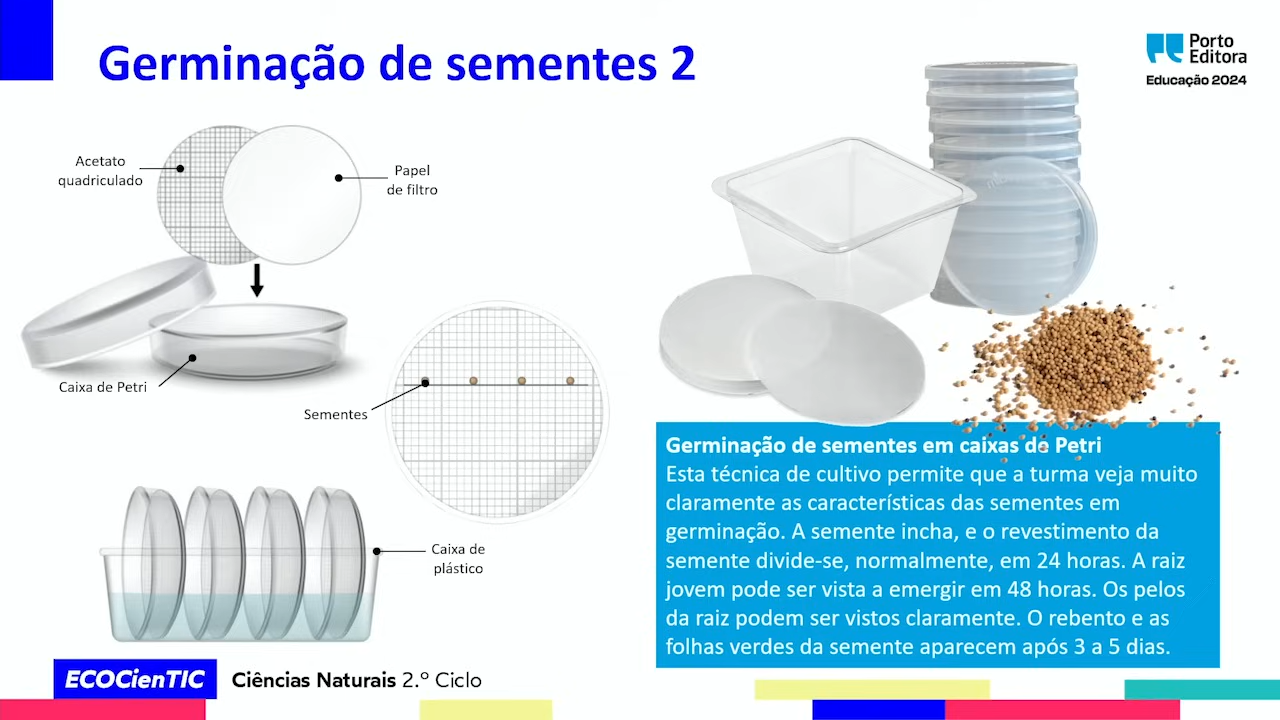 Germinação de sementes 2
Porto
Editora
Educação 2024
Acetato
quadriculado
Papel
de filtro
Caixa de Petri
Sementes
Caixa de
plástico
Germinação de sementes em caixas de Petri
Esta técnica de cultivo permite que a turma veja muito
claramente as características das sementes em
germinação. A semente incha, e o revestimento da
semente divide-se, normalmente, em 24 horas. A raiz
jovem pode ser vista a emergir em 48 horas. Os pelos
da raiz podem ser vistos claramente. O rebento e as
folhas verdes da semente aparecem após 3 a 5 dias.
ECOCienTIC
Ciências Naturais 2.º Ciclo